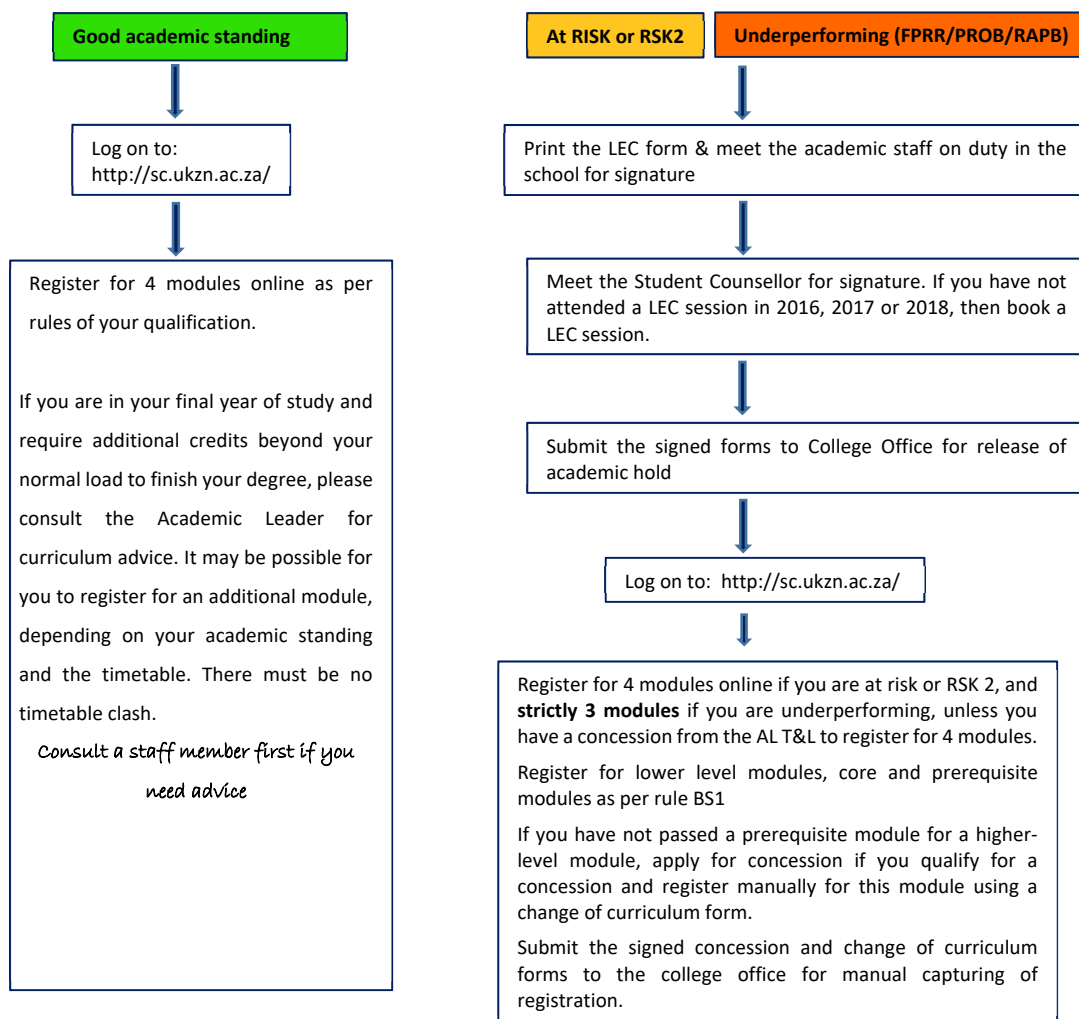 Good academic standing
Log on to:
http://sc.ukzn.ac.za/
Register for 4 modules online as per
rules of your qualification.
If you are in your final year of study and
require additional credits beyond your
normal load to finish your degree, please
consult the Academic Leader for
curriculum advice. It may be possible for
you to register for an additional module,
depending on your academic standing
and the timetable. There must be no
timetable clash.
Consult a staff member first if you
need advice
At RISK or RSK2
Underperforming (FPRR/PROB/RAPB)
Print the LEC form & meet the academic staff on duty in the
school for signature
Meet the Student Counsellor for signature. If you have not
attended a LEC session in 2016, 2017 or 2018, then book a
LEC session.
Submit the signed forms to College Office for release of
academic hold
Log on to: http://sc.ukzn.ac.za/
Register for 4 modules online if you are at risk or RSK 2, and
strictly 3 modules if you are underperforming, unless you
have a concession from the AL T&L to register for 4 modules.
Register for lower level modules, core and prerequisite
modules as per rule BS1
If you have not passed a prerequisite module for a higher-
level module, apply for concession if you qualify for a
concession and register manually for this module using a
change of curriculum form.
Submit the signed concession and change of curriculum
forms to the college office for manual capturing of
registration.